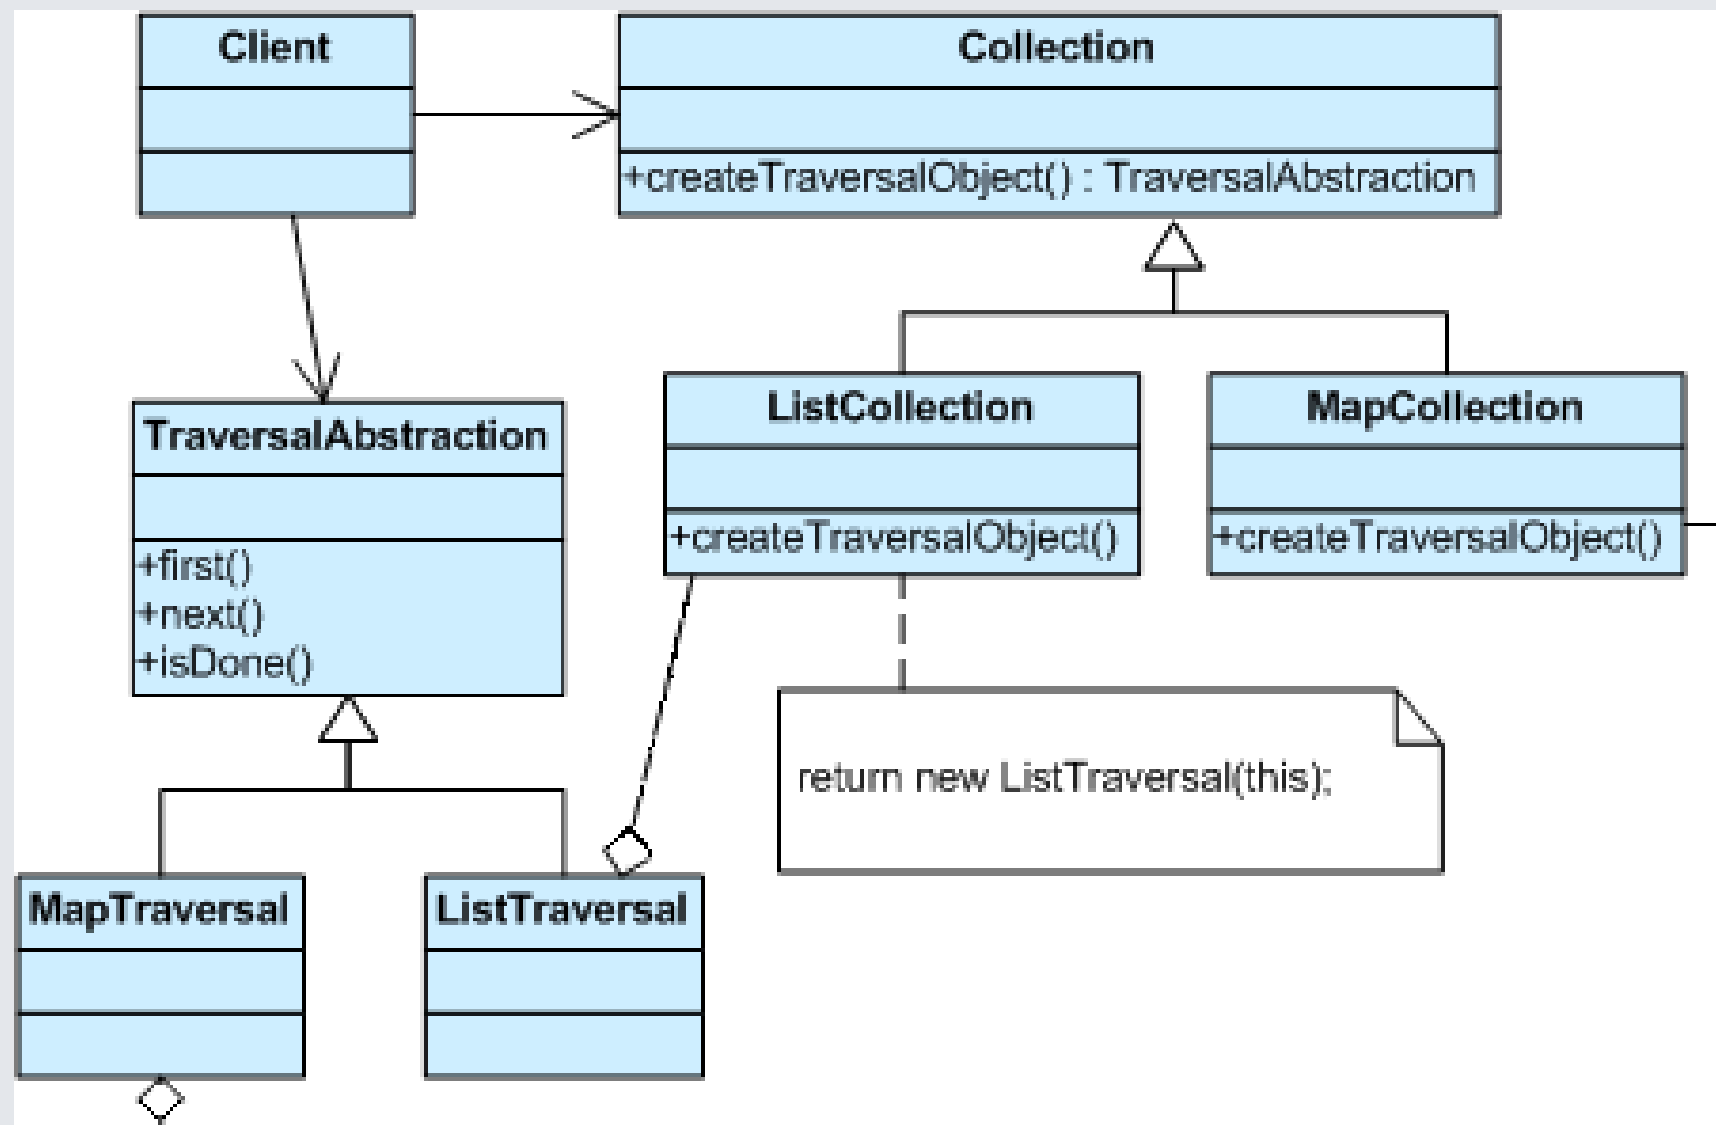 Client
Collection
+createTraversalObject() : TraversalAbstraction
TraversalAbstraction
+first()
+next()
+isDone()
ListCollection
+createTraversalObject()
MapCollection
+createTraversalObject()
return new ListTraversal(this);
MapTraversal
ListTraversal